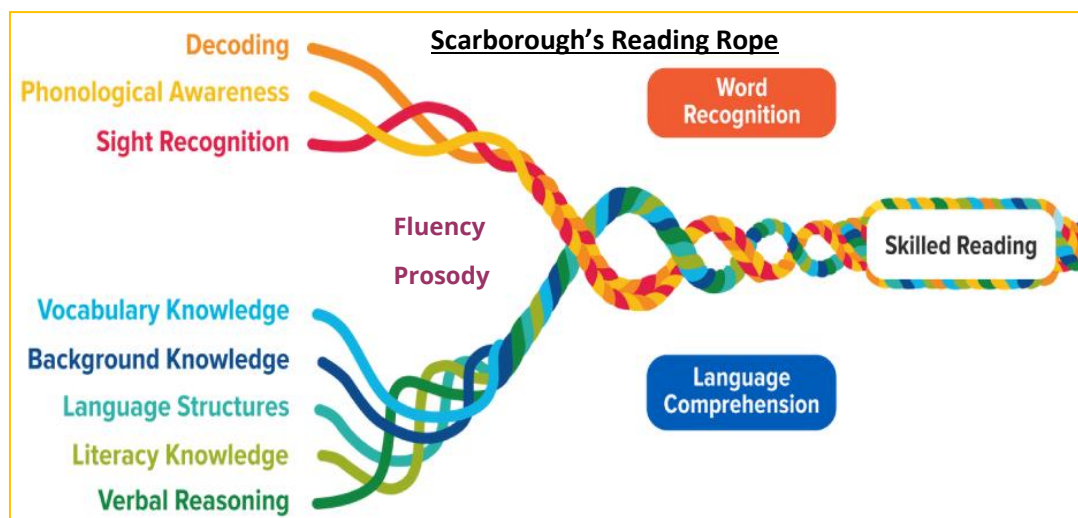 Scarborough’s Reading Rope
Decoding
Phonological Awareness
Sight Recognition
Word
Recognition
Fluency
Prosody
Skilled Reading
Vocabulary Knowledge
Background Knowledge
Language Structures
Literacy Knowledge
Verbal Reasoning
Language
Comprehension